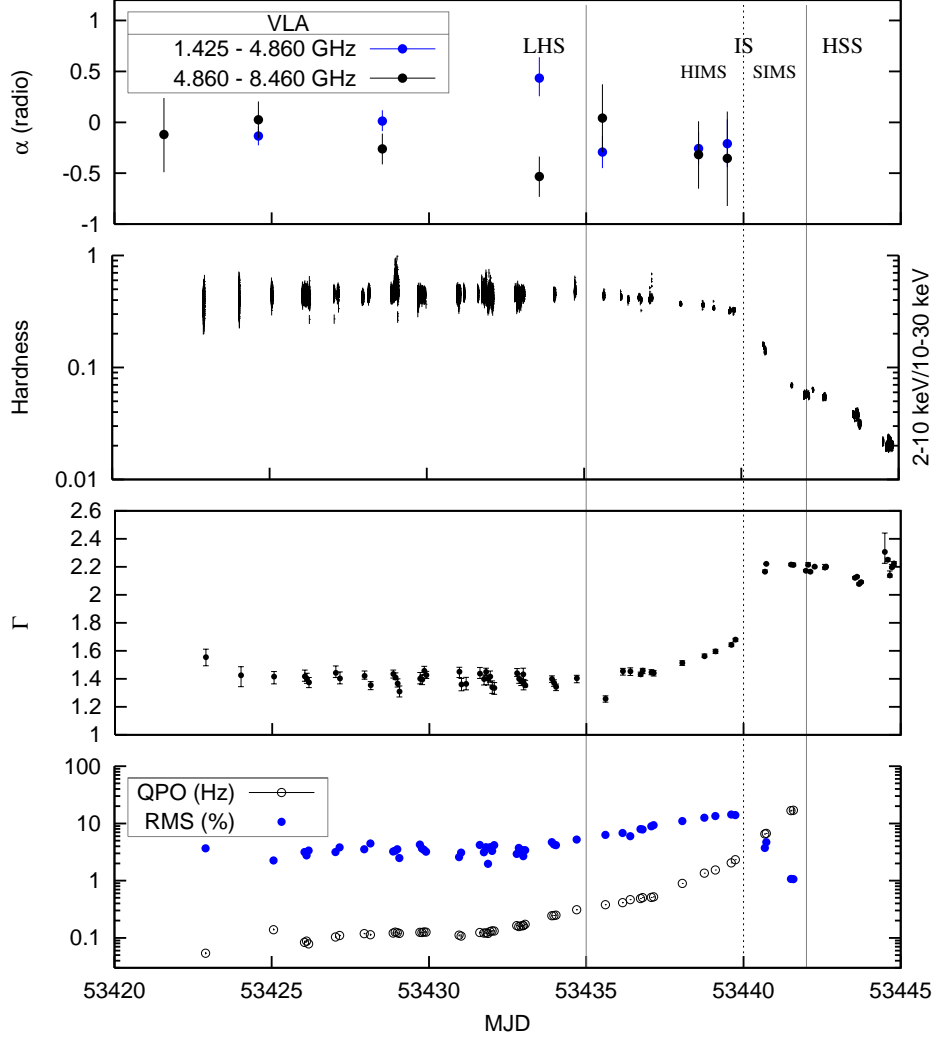 VLA
1.425 - 4.860 GHz
4.860 - 8.460 GHz
LHS
IS
HSS
HIMS
SIMS
α (radio)
1
0.5
0
-0.5
-1
Hardness
1
0.1
0.01
2-10 keV/10-30 keV
Γ
2.6
2.4
2.2
2
1.8
1.6
1.4
1.2
1
QPO (Hz)
RMS (%)
100
10
1
0.1
53420
53425
53430
53435
53440
53445
MJD